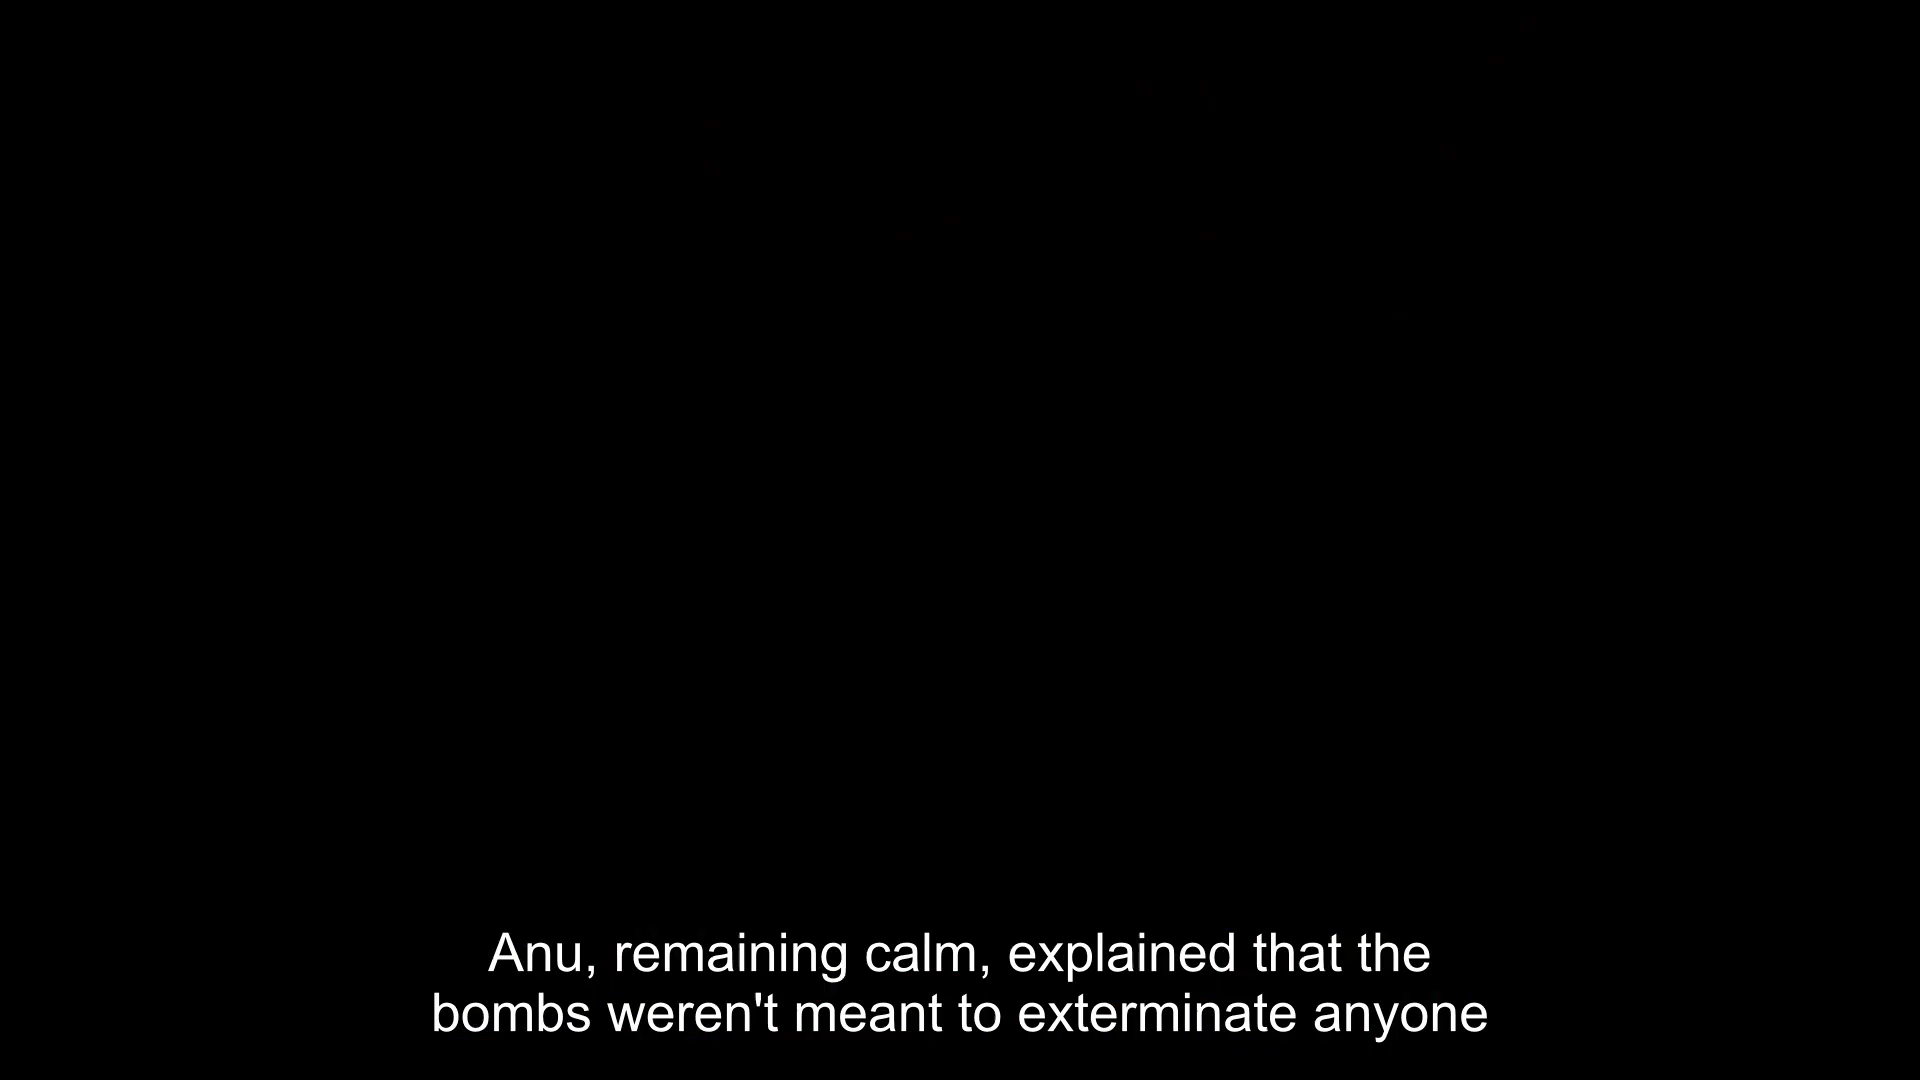 Anu, remaining calm, explained that the
bombs weren't meant to exterminate anyone